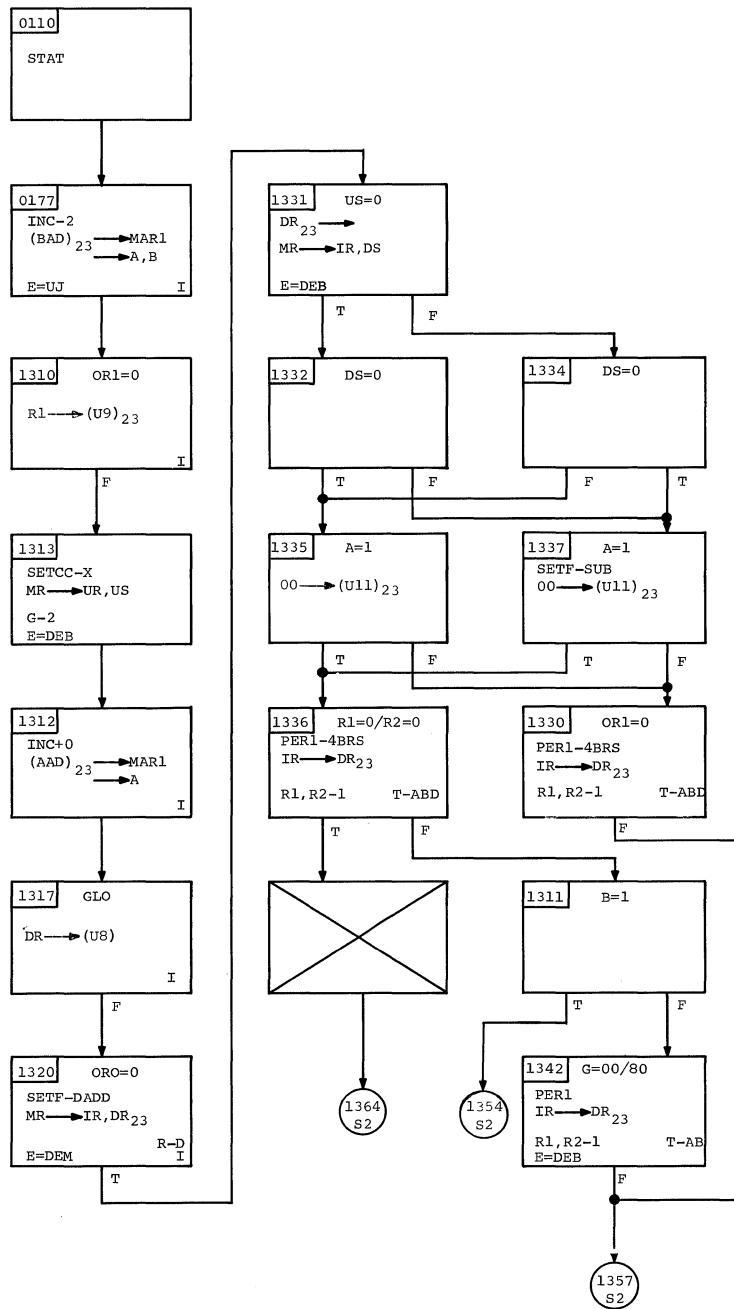 0110
STAT
0177
INC-2
(BAD)23 → MAR1
→ A,B
E=UJ I
1310 OR1=0
R1 → (U9)23
I
F
1313
SETCC-X
MR → UR,US
G-2
E=DEB
1312
INC+0
(AAD)23 → MAR1
→ A
I
1317 GLO
DR → (U8)
I
F
1320 ORO=0
SETF-DADD
MR → IR,DR23
R-D
E=DEM I
T
1331 US=0
DR23 →
MR → IR,DS
E=DEB
T F
1332 DS=0
T F
1334 DS=0
F T
1335 A=1
00 → (U11)23
T F
1337 A=1
SETF-SUB
00 → (U11)23
T F
1336 R1=0/R2=0
PER1-4BRS
IR → DR23
R1,R2-1 T-ABD
T F
1330 OR1=0
PER1-4BRS
IR → DR23
R1,R2-1 T-ABD
F
1311 B=1
T F
1342 G=00/80
PER1
IR → DR23
R1,R2-1 T-AB
E=DEB
F
1364
S2
1354
S2
1357
S2